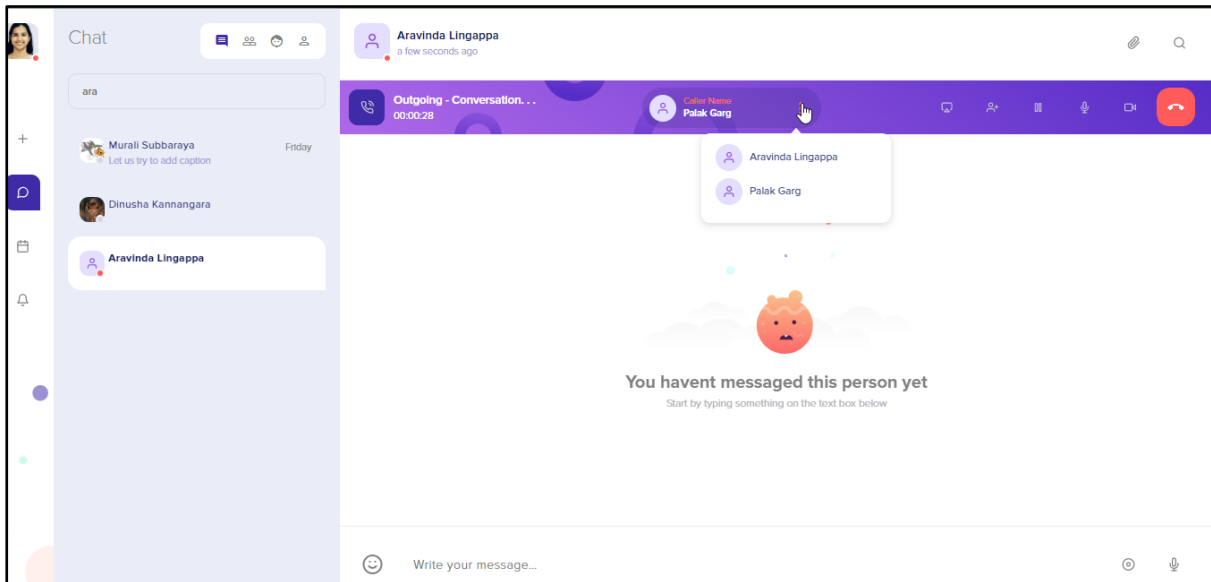 Chat
ara
Murali Subbaraya
Friday
Let us try to add caption
Dinusha Kannangara
Aravinda Lingappa
Aravinda Lingappa
a few seconds ago
Outgoing - Conversation. . .
00:00:28
Caller Name
Palak Garg
Aravinda Lingappa
Palak Garg
You havent messaged this person yet
Start by typing something on the text box below
Write your message...